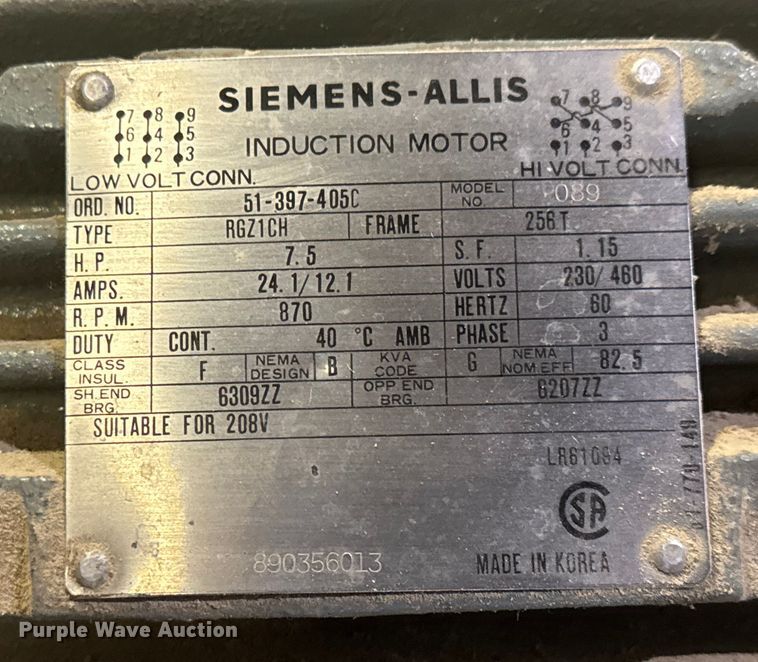 SIEMENS-ALLIS
INDUCTION MOTOR
7 8 9
6 4 5
1 2 3
LOW VOLT CONN.
7 8 9
6 4 5
1 2 3
HI VOLT CONN.
ORD. NO. 51-397-405C MODEL NO. P089
TYPE RGZ1CH FRAME 256T
H.P. 7.5 S.F. 1.15
AMPS. 24.1/12.1 VOLTS 230/460
R.P.M. 870 HERTZ 60
DUTY CONT. 40 °C AMB PHASE 3
CLASS INSUL. F NEMA DESIGN B KVA CODE G NEMA NOM EFF 82.5
SH.END BRG. 6309ZZ OPP END BRG. 6207ZZ
SUITABLE FOR 208V
LR61084
SA
890356013 MADE IN KOREA
Purple Wave Auction